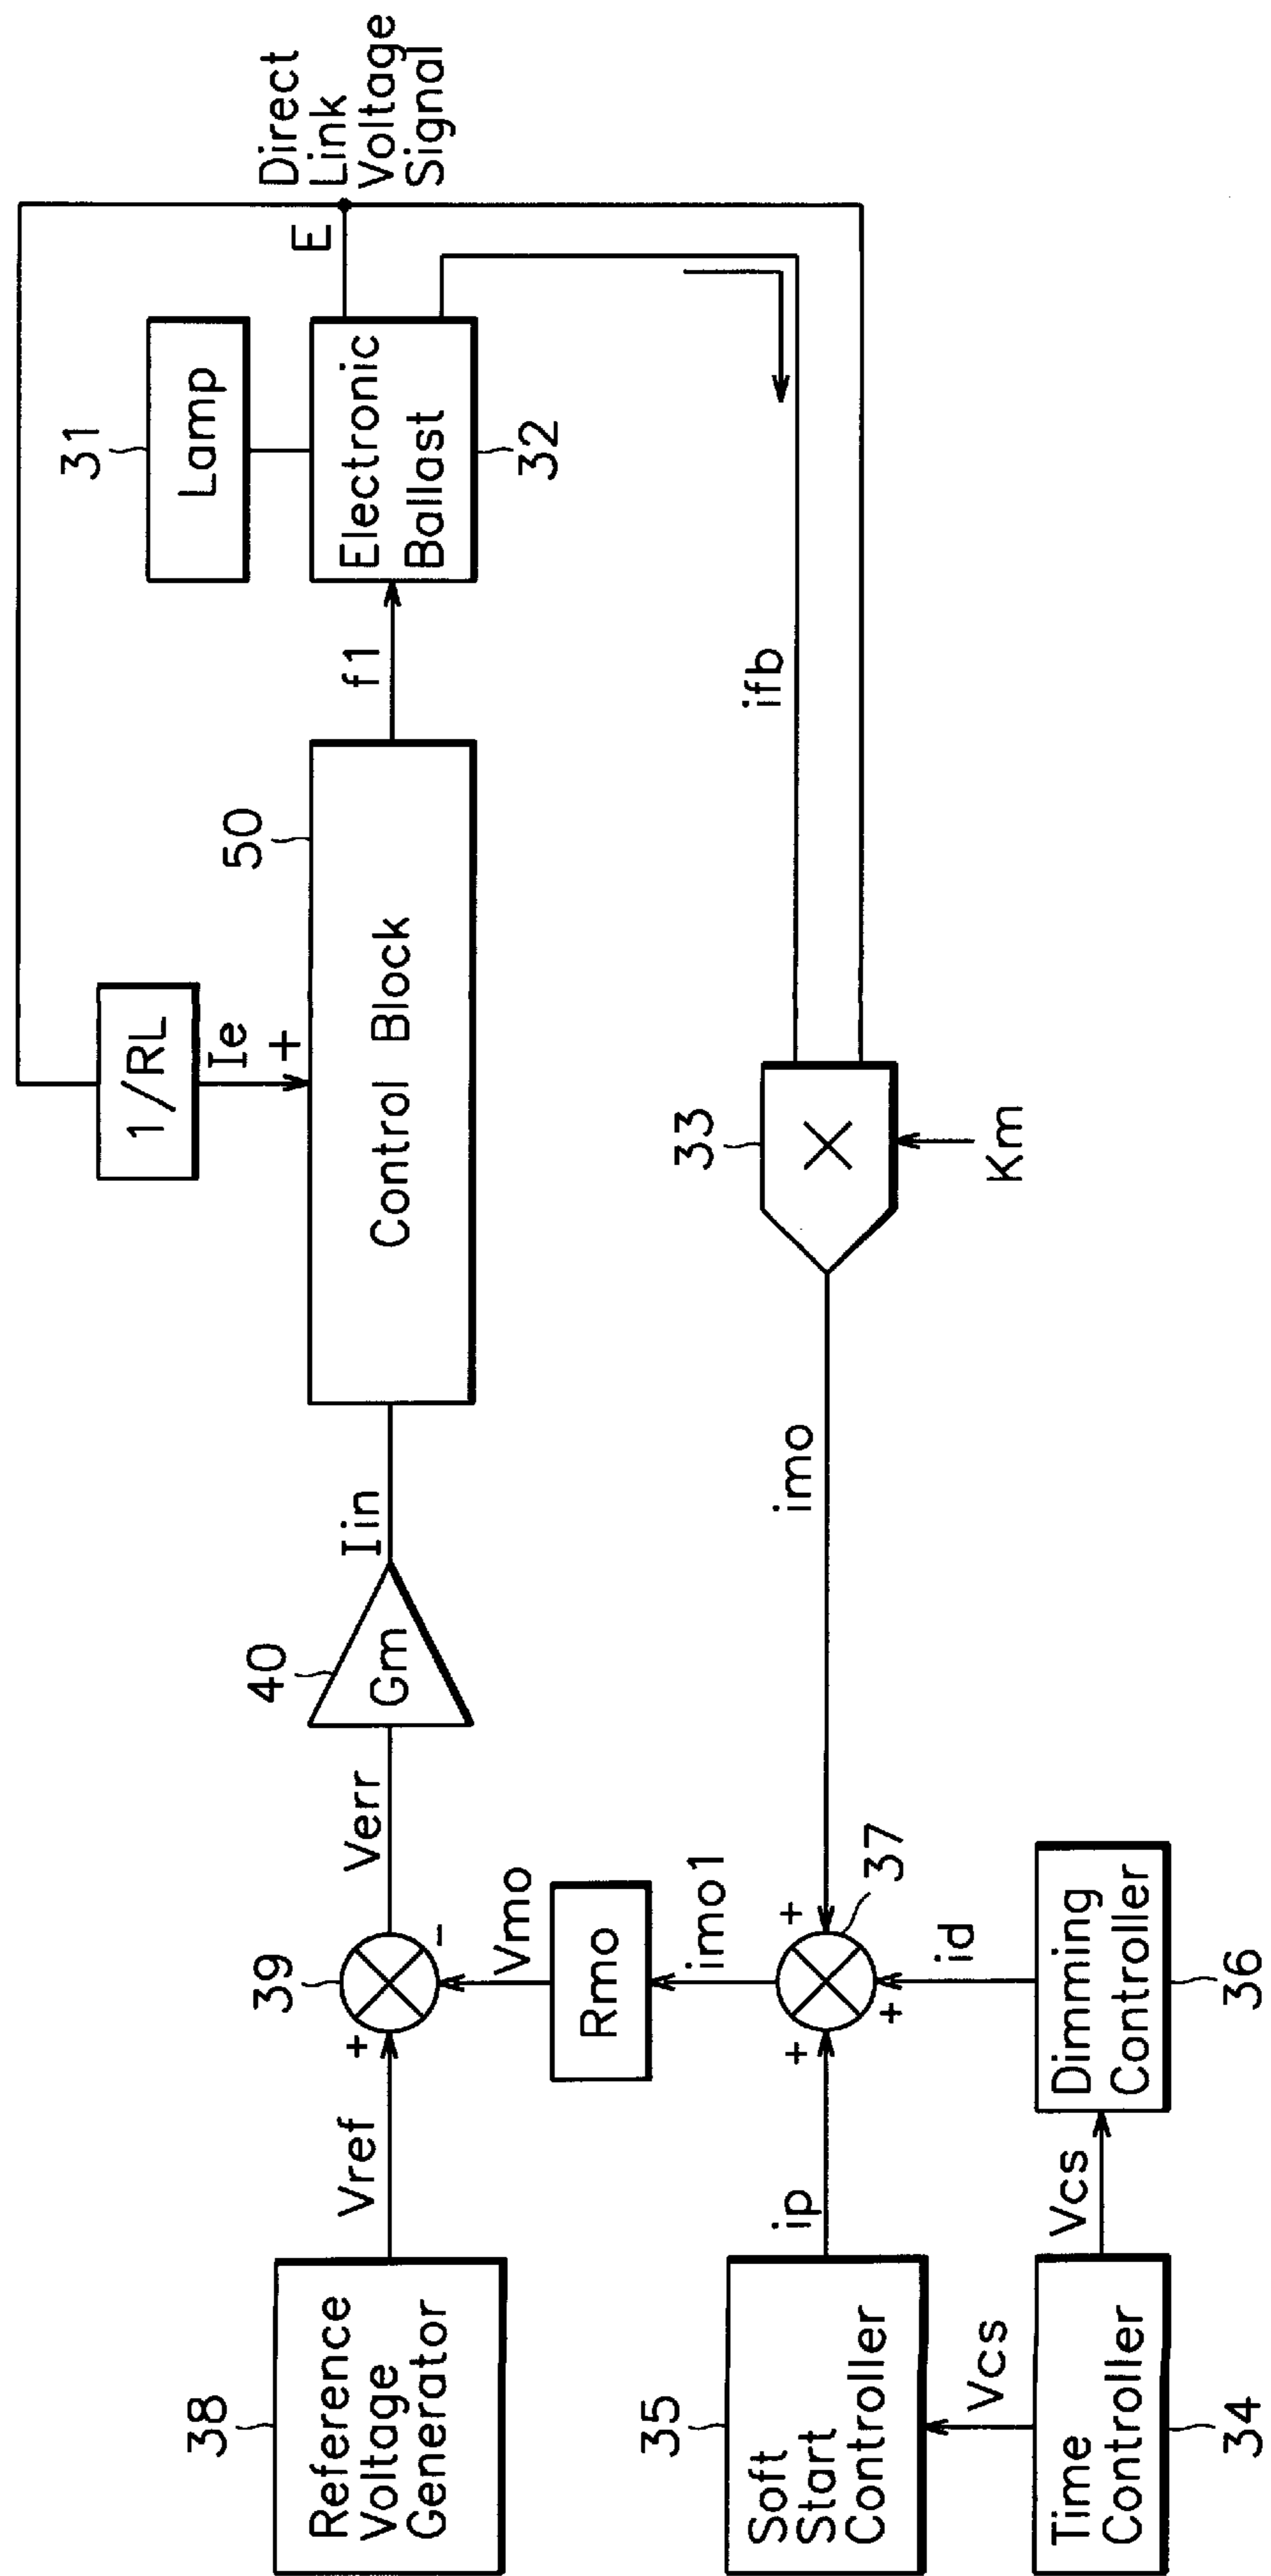 Direct
Link
Voltage
Signal
E
31
Lamp
Electronic
Ballast
32
f1
50
Control Block
1/RL
Ie
+
Iin
40
Gm
Verr
39
+
-
Vref
38
Reference
Voltage
Generator
Vmo
Rmo
imo1
ifb
33
×
Km
imo
37
+
+
+
ip
id
35
Soft
Start
Controller
36
Dimming
Controller
Vcs
Vcs
34
Time
Controller